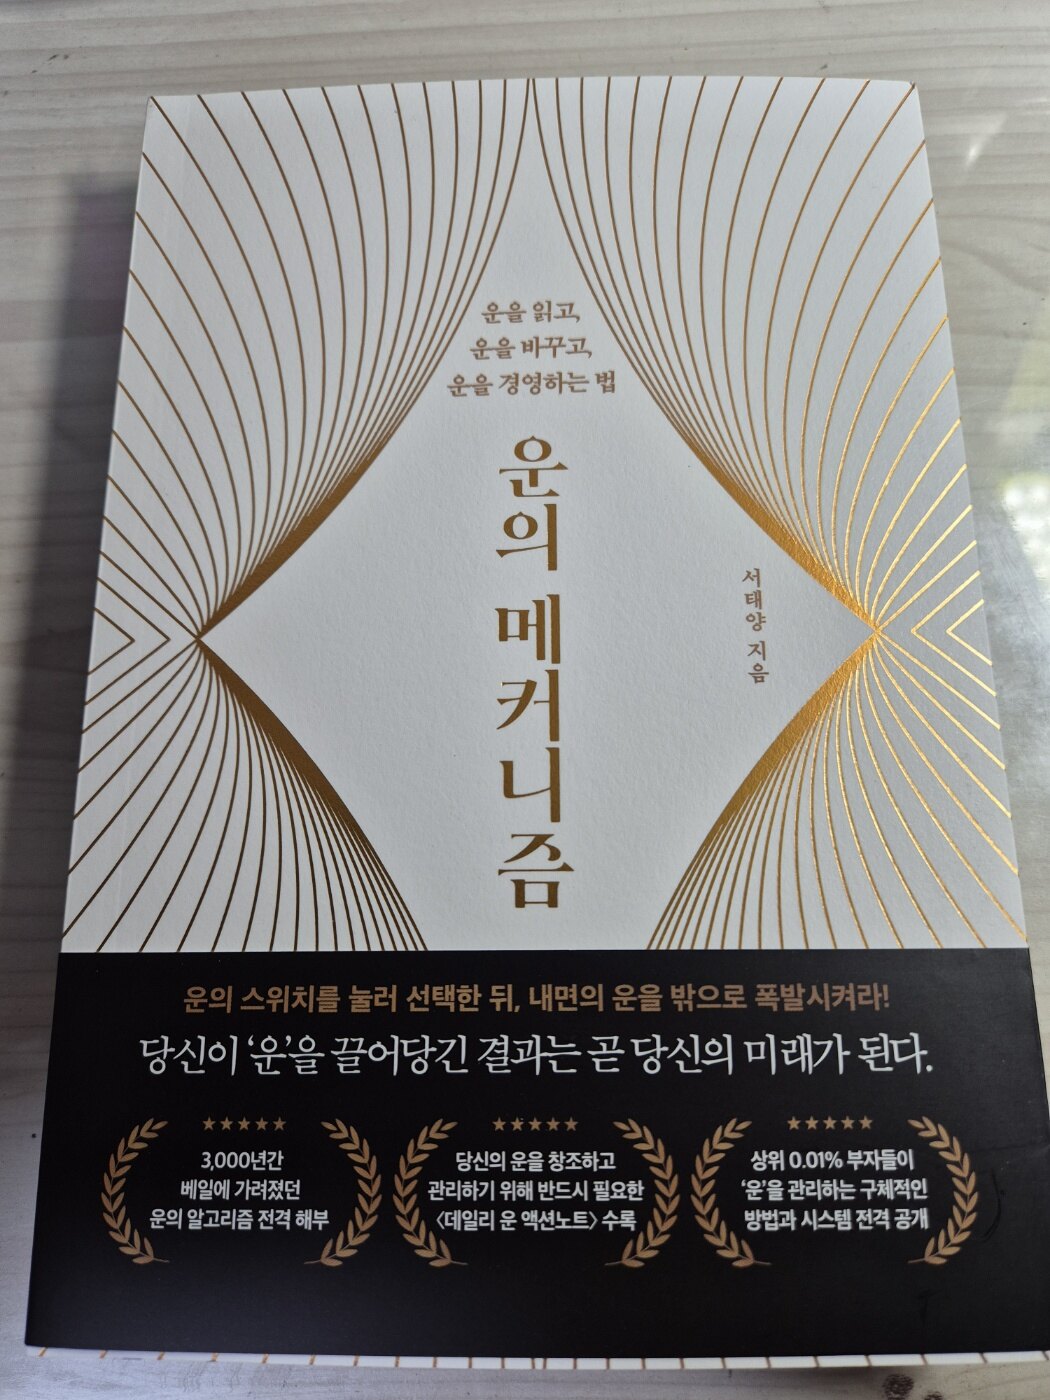 운을 읽고,
운을 바꾸고,
운을 경영하는 법
운의 메커니즘
서태양 지음
운의 스위치를 눌러 선택한 뒤, 내면의 운을 밖으로 폭발시켜라!
당신이 ‘운’을 끌어당긴 결과는 곧 당신의 미래가 된다.
3,000년간
베일에 가려졌던
운의 알고리즘 전격 해부
당신의 운을 창조하고
관리하기 위해 반드시 필요한
〈데일리 운 액션노트〉 수록
상위 0.01% 부자들이
‘운’을 관리하는 구체적인
방법과 시스템 전격 공개